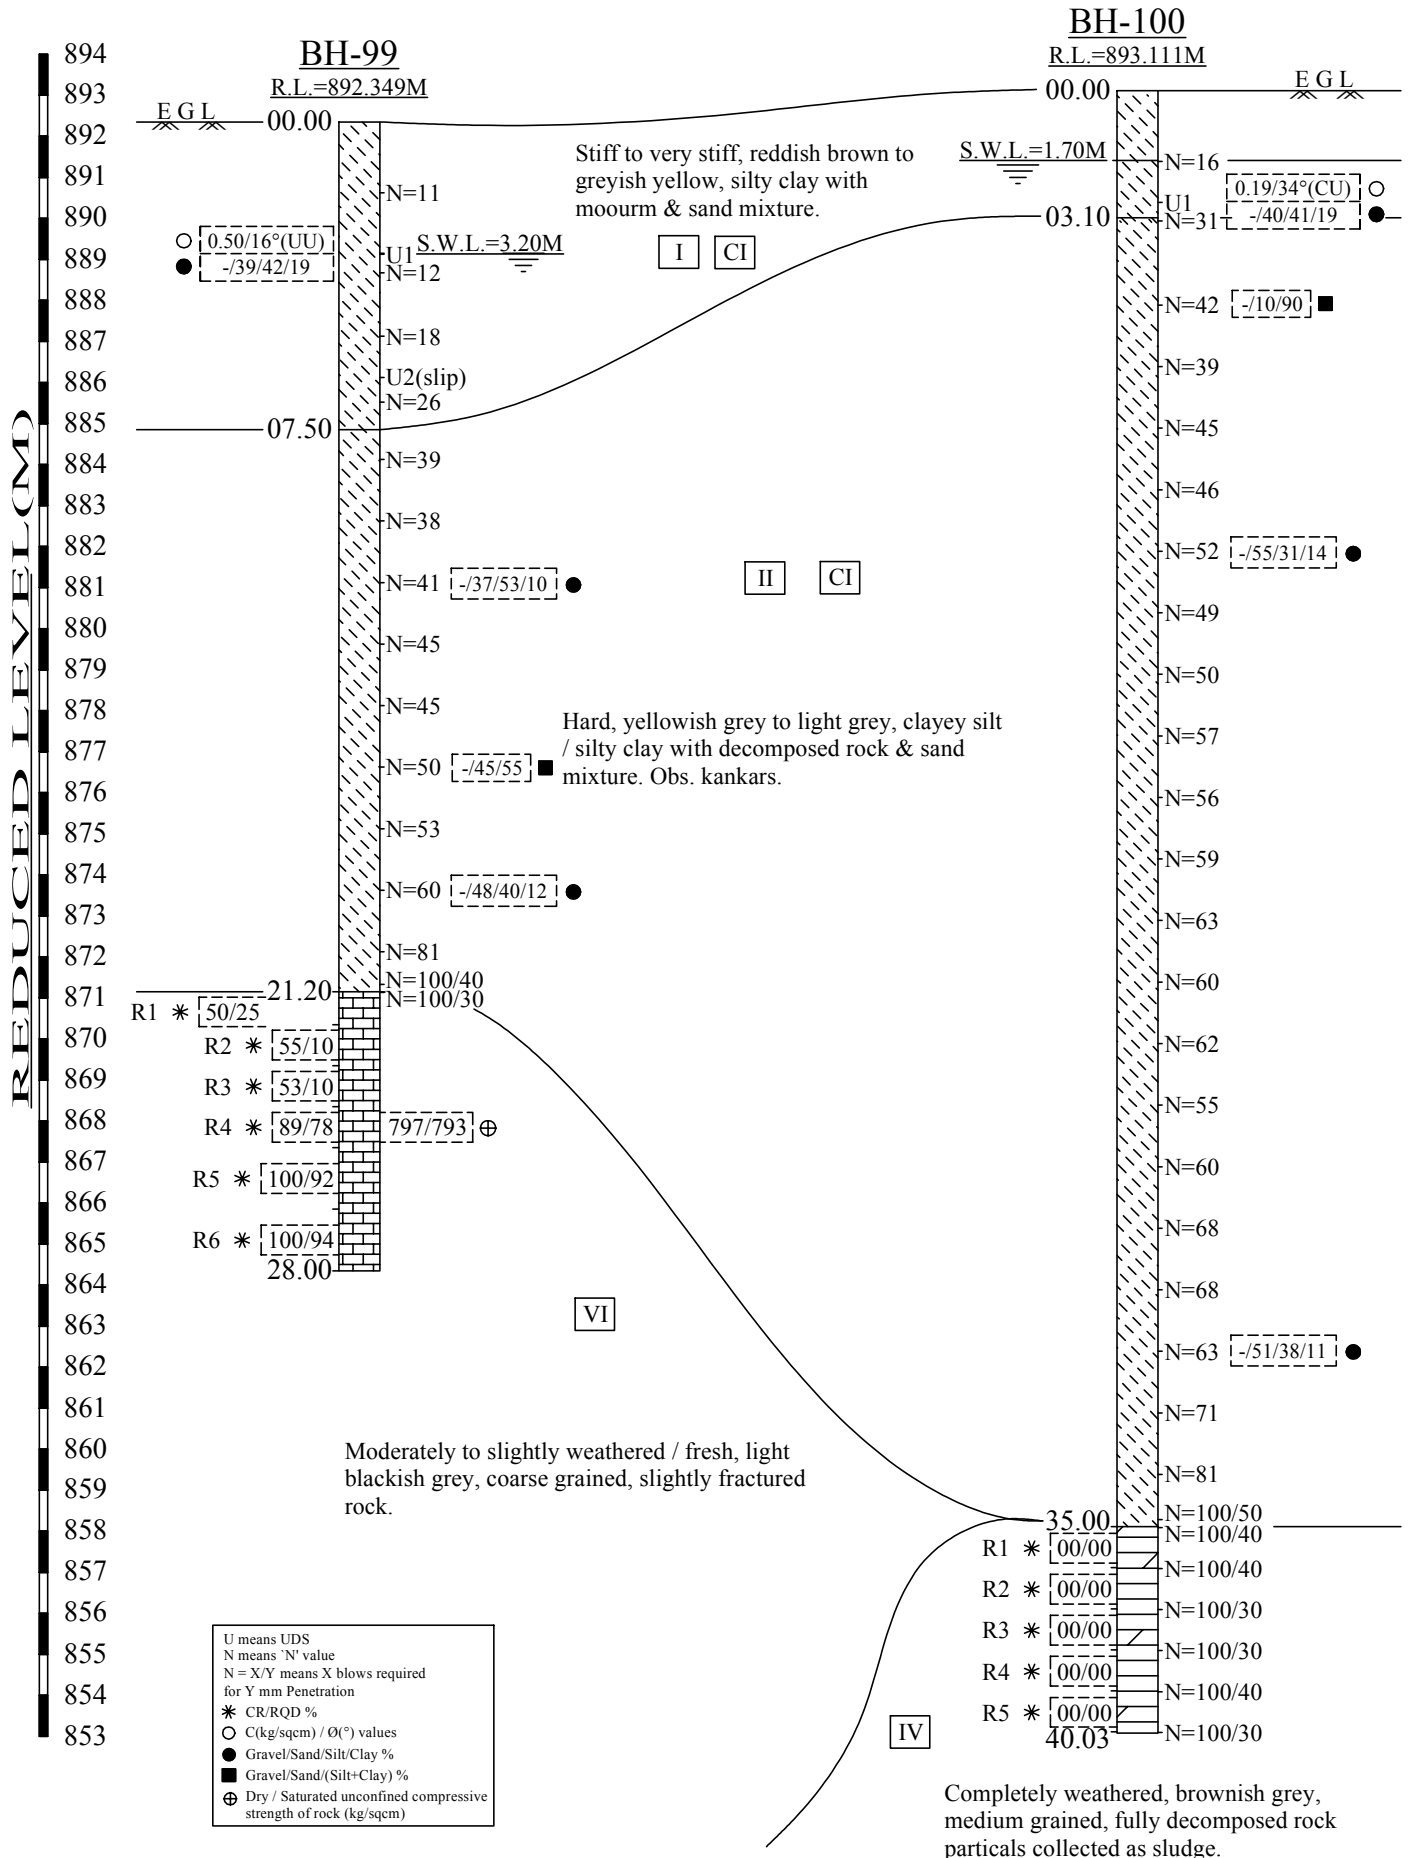 BH-99
R.L.=892.349M
BH-100
R.L.=893.111M
REDUCED LEVEL(M)
894
893
892
891
890
889
888
887
886
885
884
883
882
881
880
879
878
877
876
875
874
873
872
871
870
869
868
867
866
865
864
863
862
861
860
859
858
857
856
855
854
853
E G L
00.00
N=11
0.50/16°(UU)
U1
S.W.L.=3.20M
-/39/42/19
N=12
N=18
U2(slip)
N=26
07.50
N=39
N=38
N=41
-/37/53/10
N=45
N=45
N=50
-/45/55
N=53
N=60
-/48/40/12
N=81
N=100/40
21.20
N=100/30
R1
50/25
R2
55/10
R3
53/10
R4
89/78
797/793
R5
100/92
R6
100/94
28.00
Stiff to very stiff, reddish brown to
greyish yellow, silty clay with
moourm & sand mixture.
I
CI
II
CI
Hard, yellowish grey to light grey, clayey silt
/ silty clay with decomposed rock & sand
mixture. Obs. kankars.
VI
Moderately to slightly weathered / fresh, light
blackish grey, coarse grained, slightly fractured
rock.
00.00
E G L
S.W.L.=1.70M
N=16
0.19/34°(CU)
U1
03.10
N=31
-/40/41/19
N=42
-/10/90
N=39
N=45
N=46
N=52
-/55/31/14
N=49
N=50
N=57
N=56
N=59
N=63
N=60
N=62
N=55
N=60
N=68
N=68
N=63
-/51/38/11
N=71
N=81
N=100/50
35.00
N=100/40
R1
00/00
N=100/40
R2
00/00
N=100/30
R3
00/00
N=100/30
R4
00/00
N=100/40
R5
00/00
40.03
N=100/30
IV
Completely weathered, brownish grey,
medium grained, fully decomposed rock
particals collected as sludge.
U means UDS
N means `N' value
N = X/Y means X blows required
for Y mm Penetration
CR/RQD %
C(kg/sqcm) / Ø(°) values
Gravel/Sand/Silt/Clay %
Gravel/Sand/(Silt+Clay) %
Dry / Saturated unconfined compressive
strength of rock (kg/sqcm)